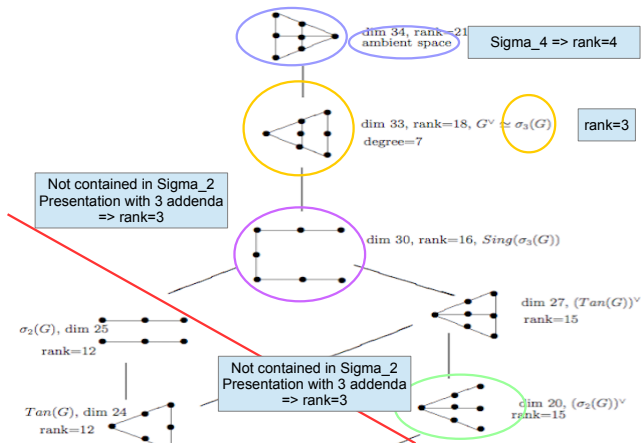 dim 34, rank=21
ambient space
Sigma_4 => rank=4
dim 33, rank=18, G^∨ ≃ σ_3(G)
degree=7
rank=3
Not contained in Sigma_2
Presentation with 3 addenda
=> rank=3
dim 30, rank=16, Sing(σ_3(G))
dim 27, (Tan(G))^∨
rank=15
σ_2(G), dim 25
rank=12
Not contained in Sigma_2
Presentation with 3 addenda
=> rank=3
Tan(G), dim 24
rank=12
dim 20, (σ_2(G))^∨
rank=15